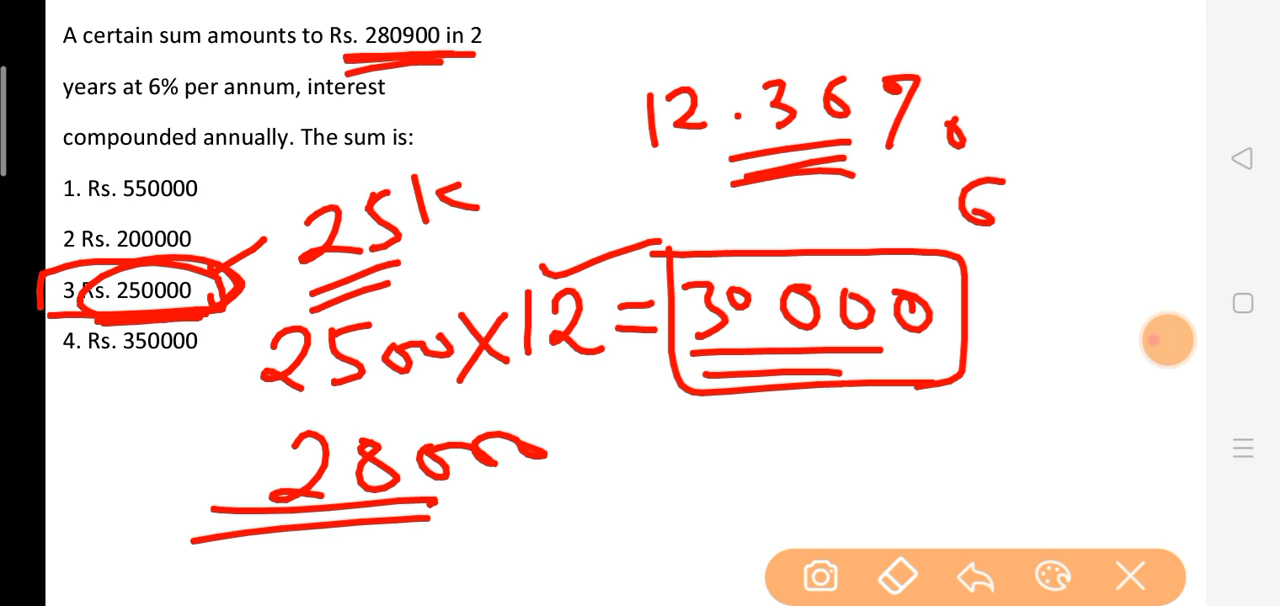 A certain sum amounts to Rs. 280900 in 2
years at 6% per annum, interest
compounded annually. The sum is:
1. Rs. 550000
2 Rs. 200000
3 Rs. 250000
4. Rs. 350000
12.36%
6
25K
2500 X 12 = 30000
28000